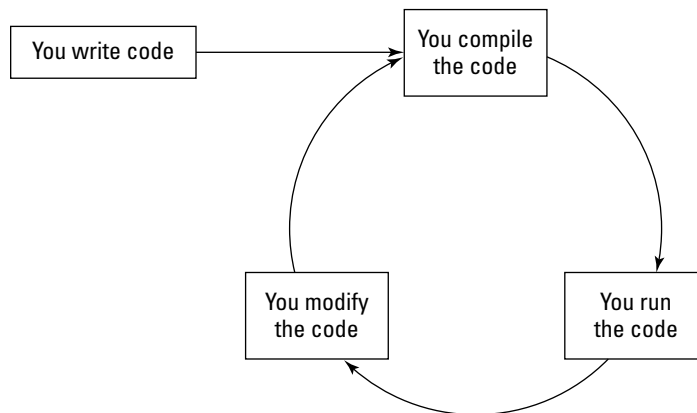 You write code
You compile
the code
You modify
the code
You run
the code